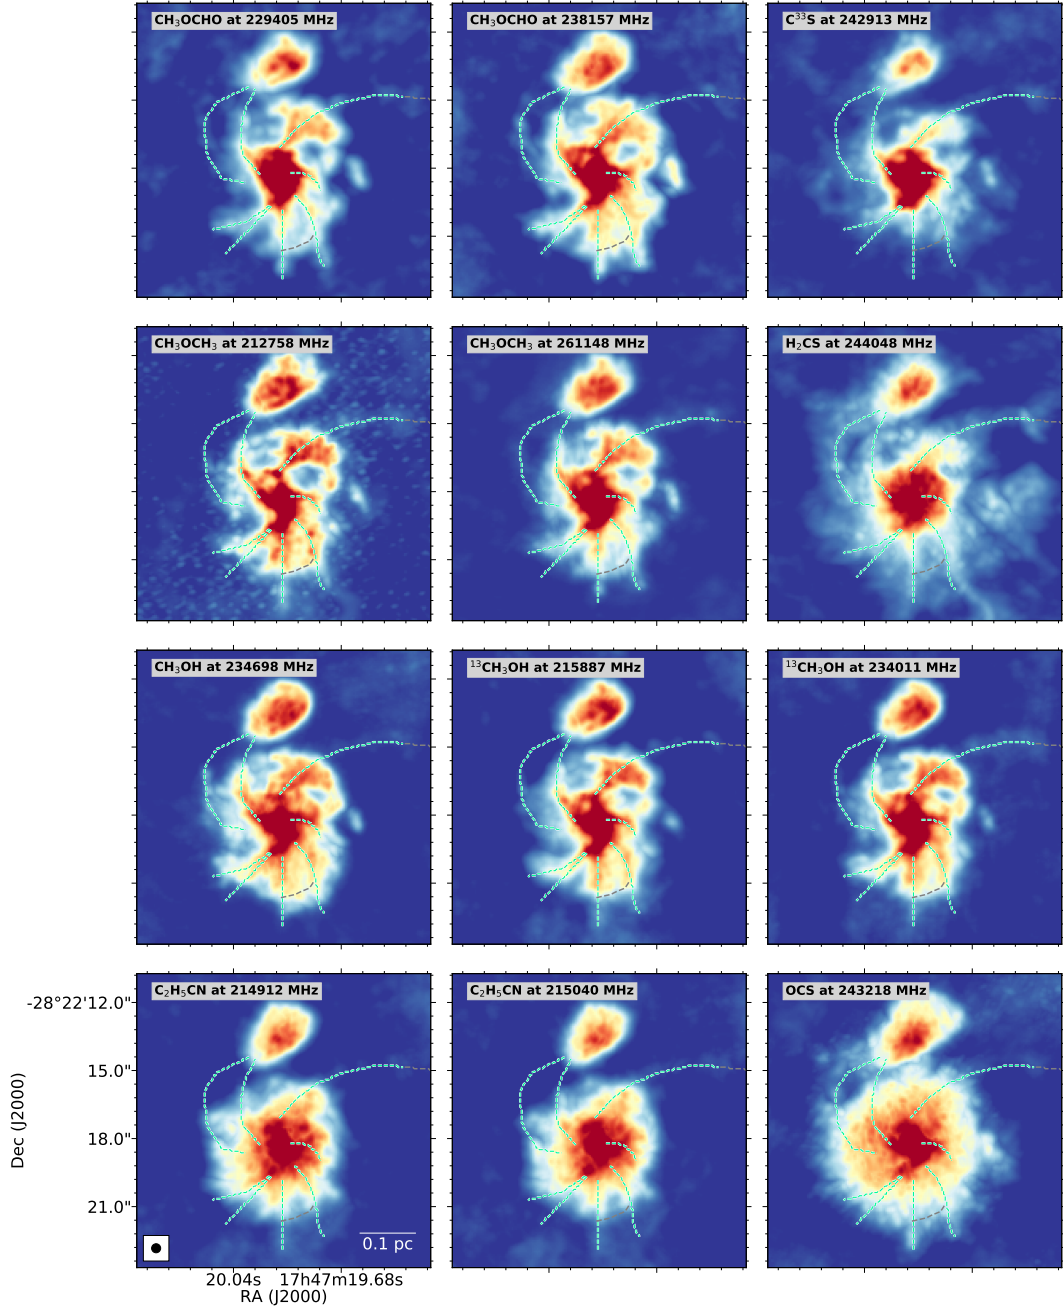 CH₃OCHO at 229405 MHz
CH₃OCHO at 238157 MHz
C³³S at 242913 MHz
CH₃OCH₃ at 212758 MHz
CH₃OCH₃ at 261148 MHz
H₂CS at 244048 MHz
CH₃OH at 234698 MHz
¹³CH₃OH at 215887 MHz
¹³CH₃OH at 234011 MHz
C₂H₅CN at 214912 MHz
C₂H₅CN at 215040 MHz
OCS at 243218 MHz
-28°22'12.0"
15.0"
18.0"
21.0"
Dec (J2000)
0.1 pc
20.04s 17h47m19.68s
RA (J2000)